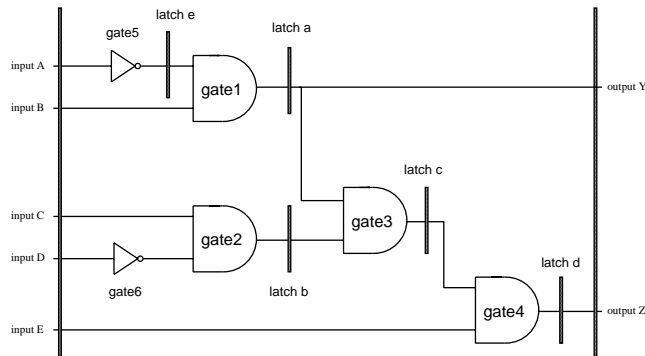 latch e
latch a
gate5
input A
gate1
output Y
input B
latch c
input C
gate3
gate2
latch d
input D
gate6
latch b
gate4
output Z
input E